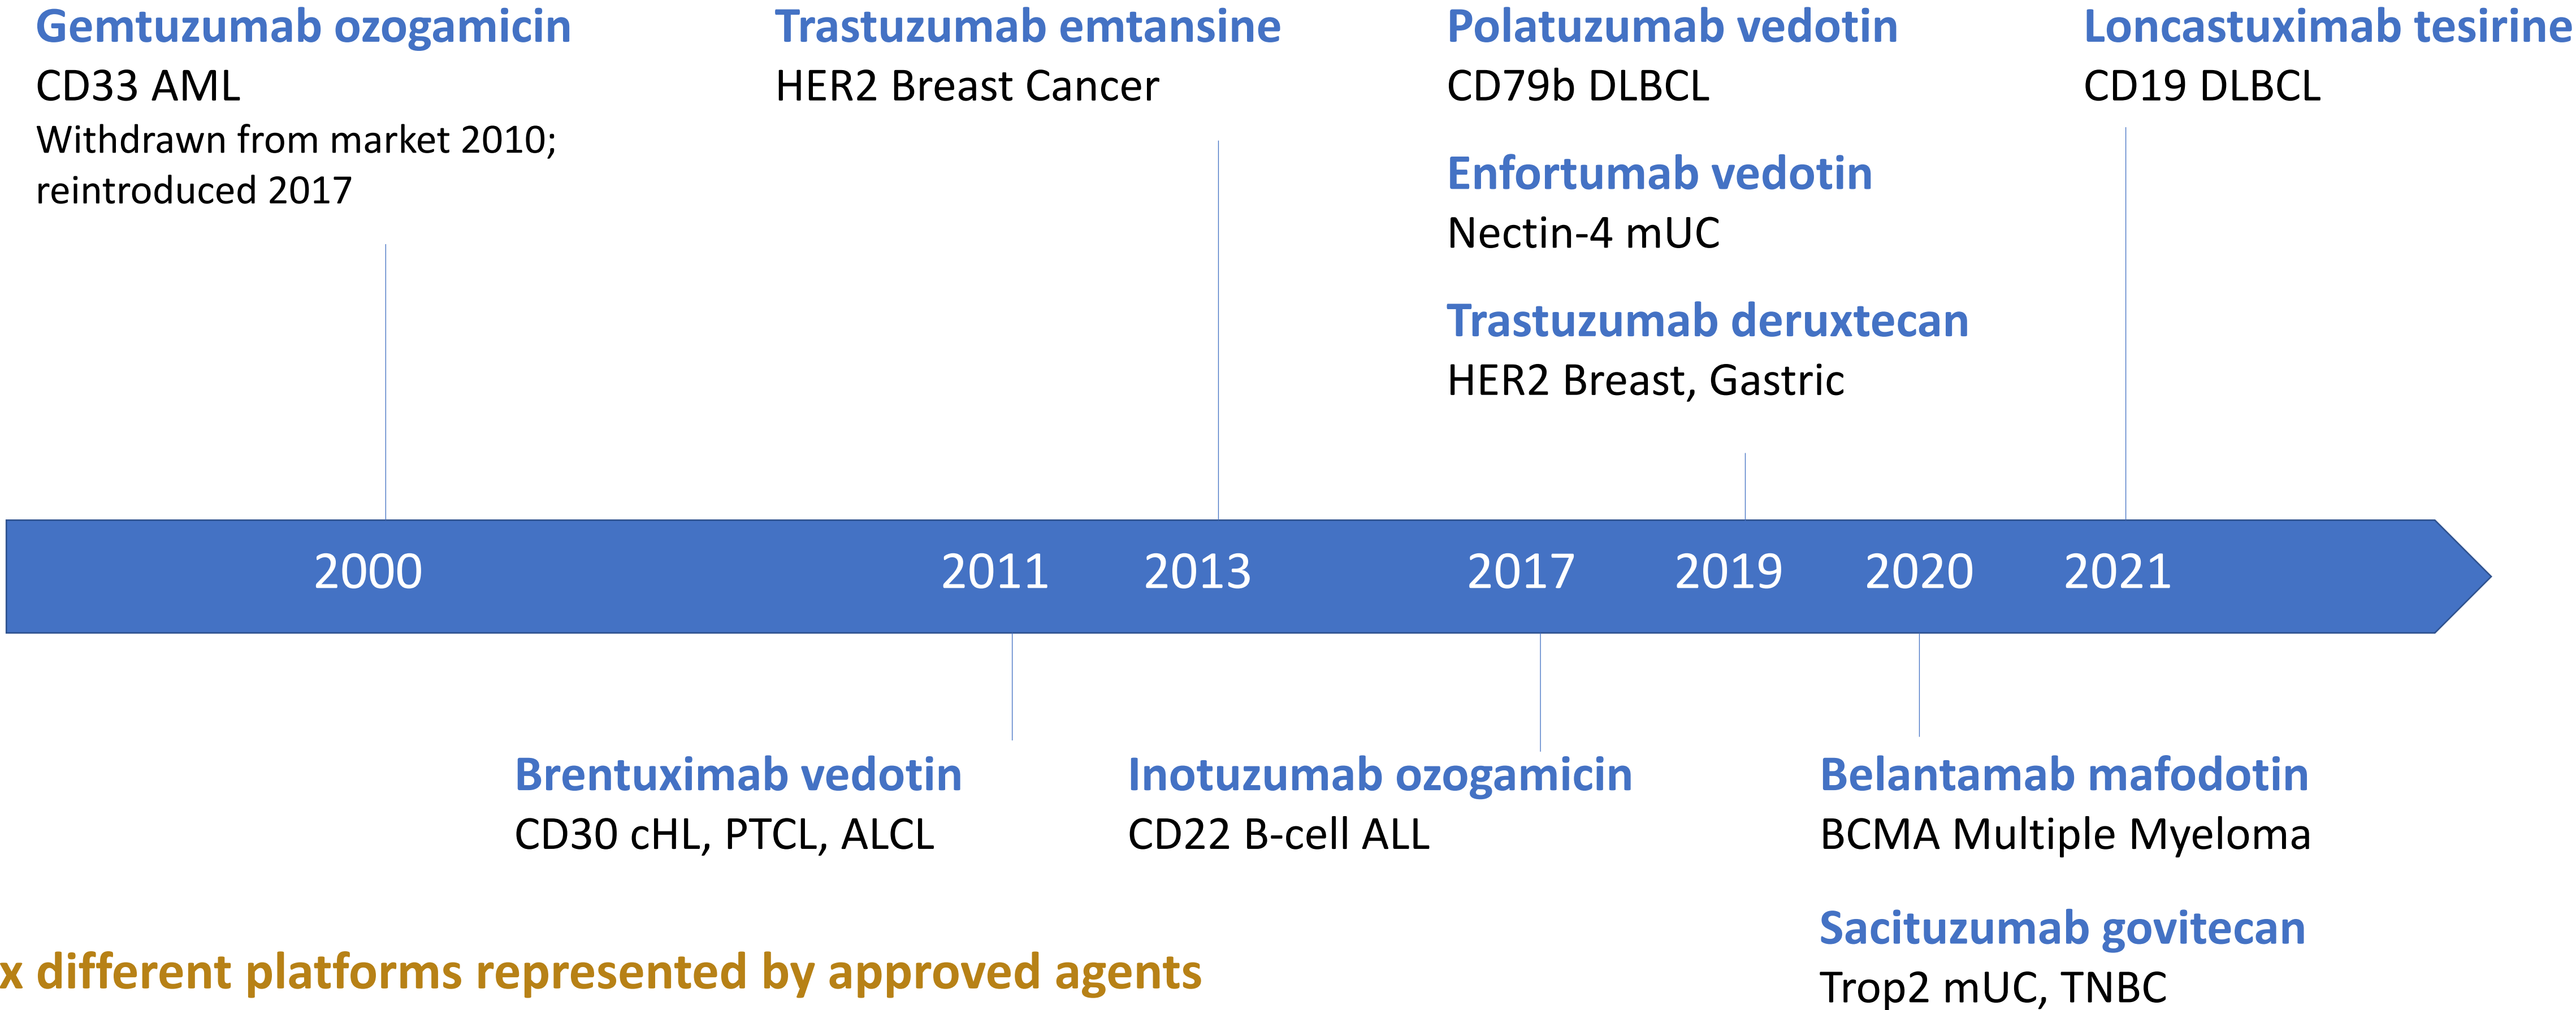 Gemtuzumab ozogamicin
CD33 AML
Withdrawn from market 2010;
reintroduced 2017
Trastuzumab emtansine
HER2 Breast Cancer
Polatuzumab vedotin
CD79b DLBCL
Enfortumab vedotin
Nectin-4 mUC
Trastuzumab deruxtecan
HER2 Breast, Gastric
Loncastuximab tesirine
CD19 DLBCL
2000 2011 2013 2017 2019 2020 2021
Brentuximab vedotin
CD30 cHL, PTCL, ALCL
Inotuzumab ozogamicin
CD22 B-cell ALL
Belantamab mafodotin
BCMA Multiple Myeloma
Sacituzumab govitecan
Trop2 mUC, TNBC
x different platforms represented by approved agents